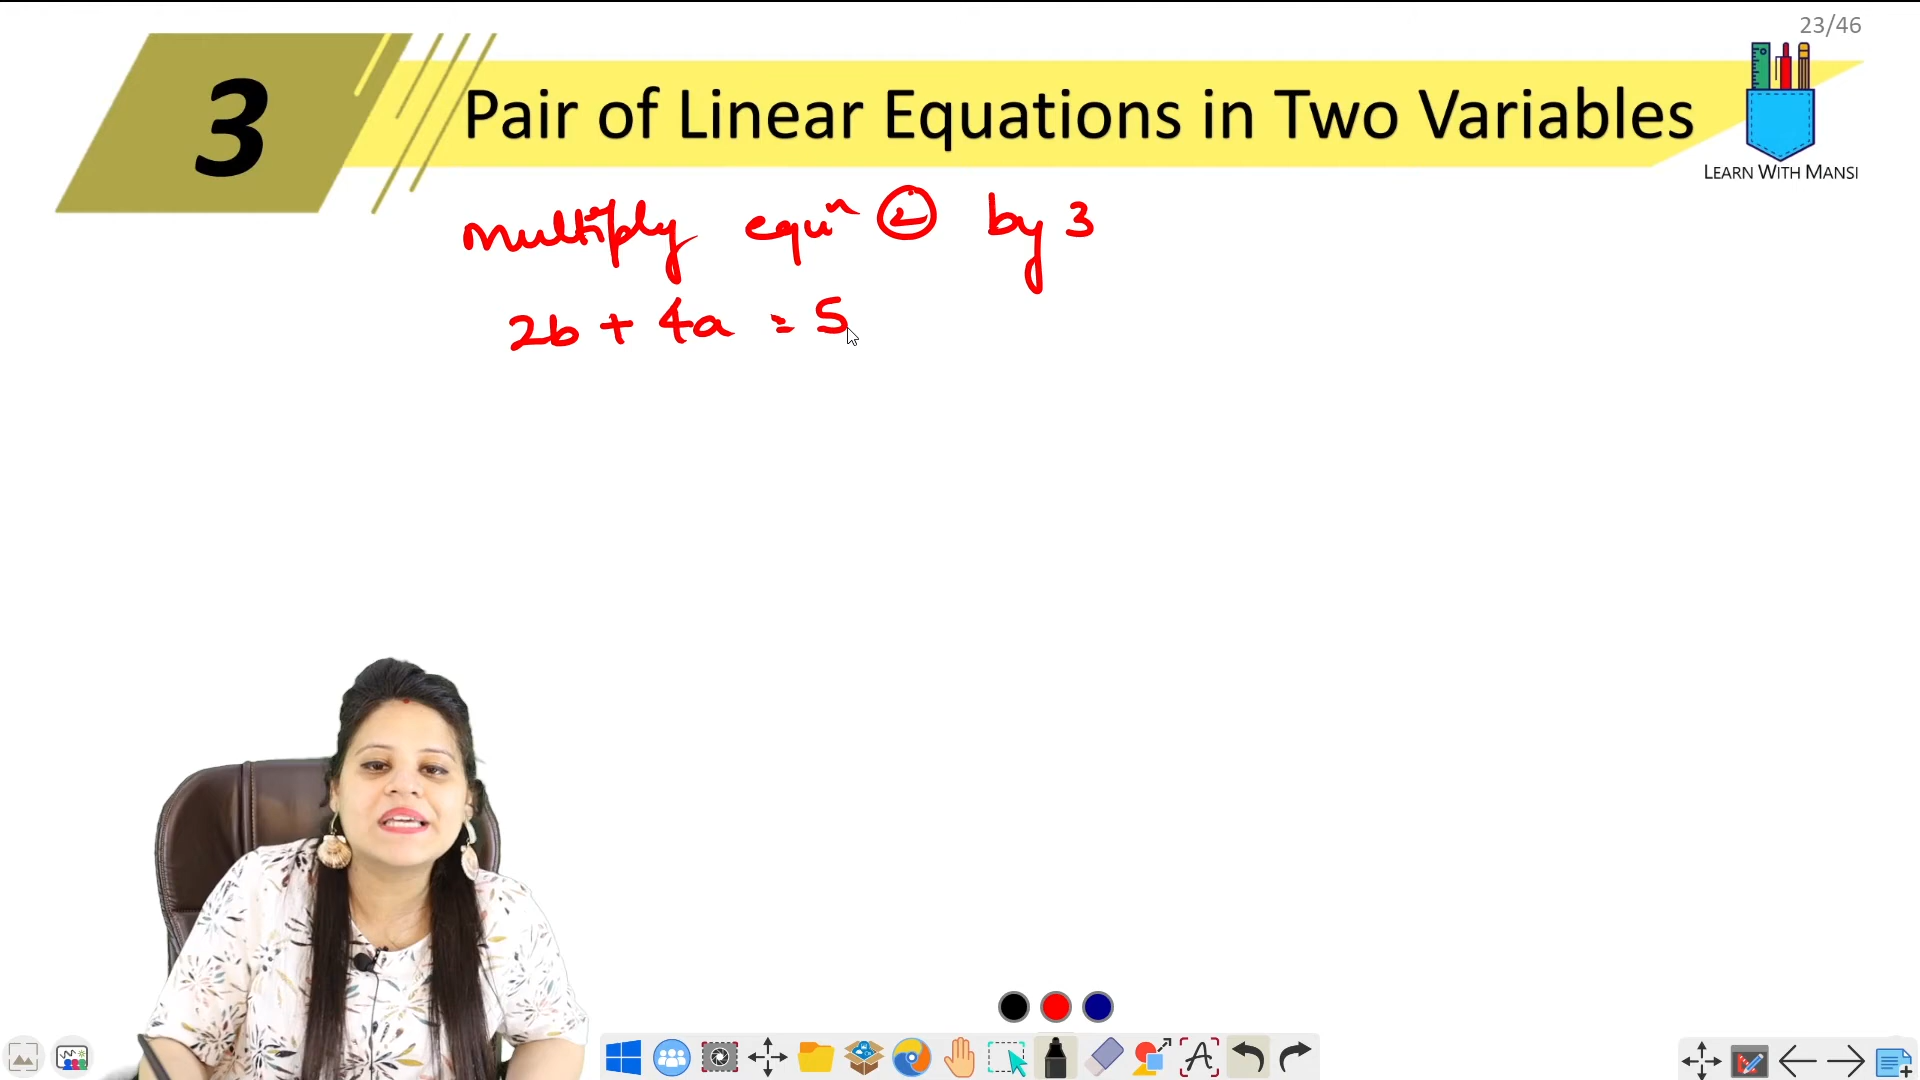 23/46
3
Pair of Linear Equations in Two Variables
LEARN WITH MANSI
multiply equⁿ ② by 3
2b + 4a = 5